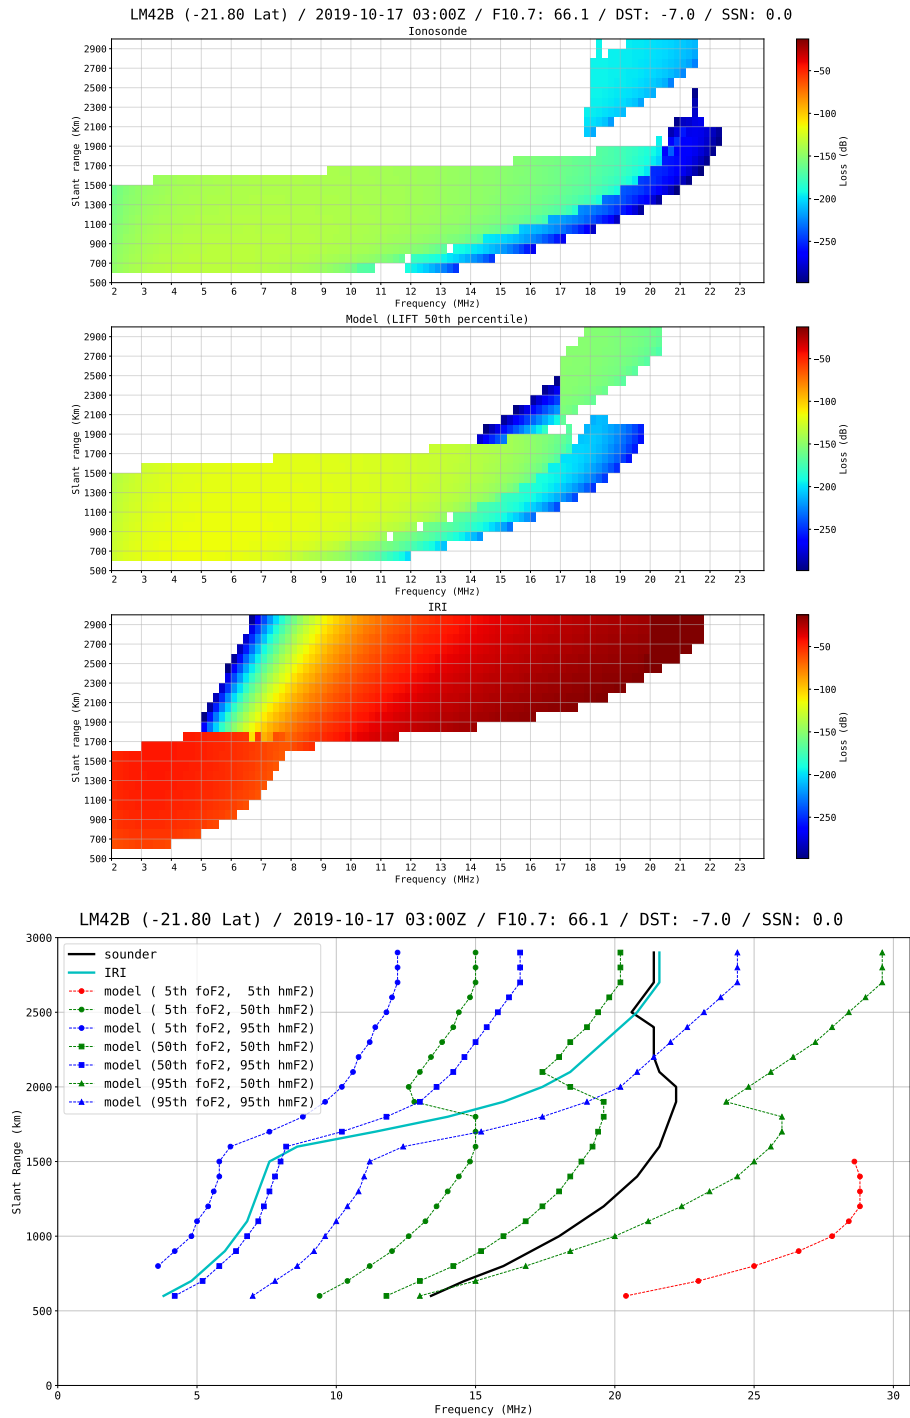 LM42B (-21.80 Lat) / 2019-10-17 03:00Z / F10.7: 66.1 / DST: -7.0 / SSN: 0.0
Ionosonde
Slant range (Km)
2900
2700
2500
2300
2100
1900
1700
1500
1300
1100
900
700
500
2 3 4 5 6 7 8 9 10 11 12 13 14 15 16 17 18 19 20 21 22 23
Frequency (MHz)
−50
−100
−150
−200
−250
Loss (dB)
Model (LIFT 50th percentile)
Slant range (Km)
2900
2700
2500
2300
2100
1900
1700
1500
1300
1100
900
700
500
2 3 4 5 6 7 8 9 10 11 12 13 14 15 16 17 18 19 20 21 22 23
Frequency (MHz)
−50
−100
−150
−200
−250
Loss (dB)
IRI
Slant range (Km)
2900
2700
2500
2300
2100
1900
1700
1500
1300
1100
900
700
500
2 3 4 5 6 7 8 9 10 11 12 13 14 15 16 17 18 19 20 21 22 23
Frequency (MHz)
−50
−100
−150
−200
−250
Loss (dB)
LM42B (-21.80 Lat) / 2019-10-17 03:00Z / F10.7: 66.1 / DST: -7.0 / SSN: 0.0
Slant Range (km)
3000
2500
2000
1500
1000
500
0
sounder
IRI
model ( 5th foF2,  5th hmF2)
model ( 5th foF2, 50th hmF2)
model ( 5th foF2, 95th hmF2)
model (50th foF2, 50th hmF2)
model (50th foF2, 95th hmF2)
model (95th foF2, 50th hmF2)
model (95th foF2, 95th hmF2)
0 5 10 15 20 25 30
Frequency (MHz)